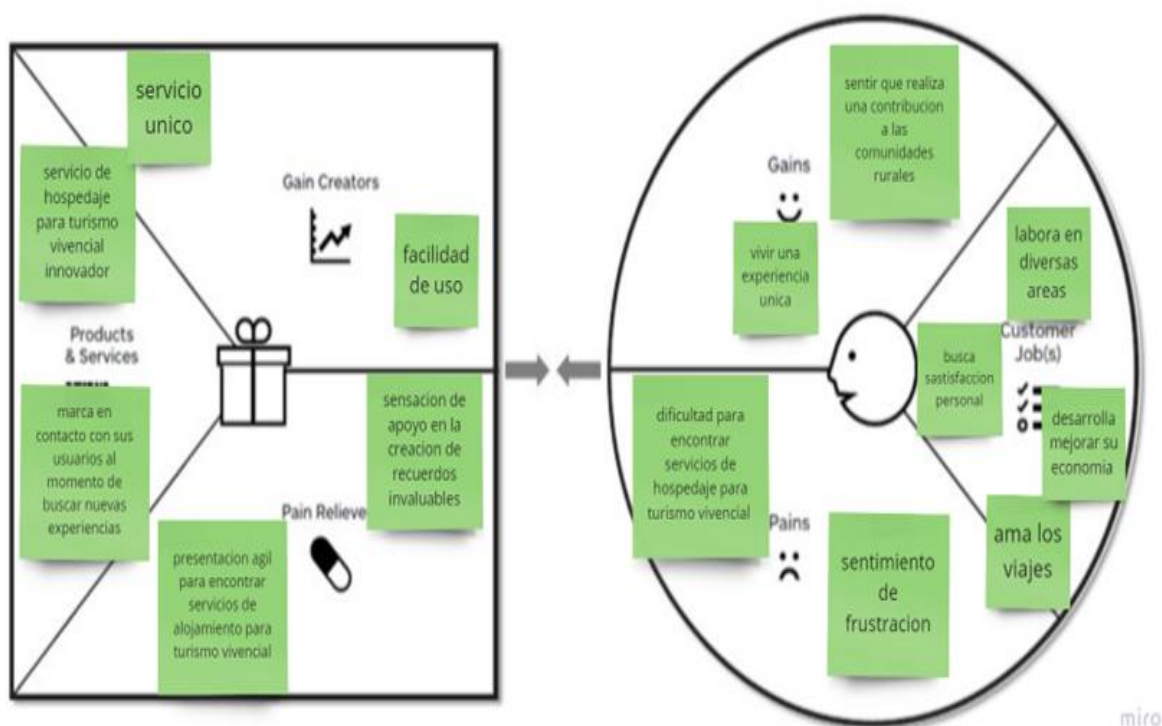 servicio
unico
servicio de
hospedaje
para turismo
vivencial
innovador
Gain Creators
facilidad
de uso
Products
& Services
marca en
contacto con sus
usuarios al
momento de
buscar nuevas
experiencias
sensacion de
apoyo en la
creacion de
recuerdos
invaluables
Pain Relieve
presentacion agil
para encontrar
servicios de
alojamiento para
turismo vivencial
sentir que realiza
una contribucion
a las
comunidades
rurales
Gains
vivir una
experiencia
unica
labora en
diversas
areas
Customer
Job(s)
busca
sastisfaccion
personal
desarrolla
mejorar su
economia
ama los
viajes
dificultad para
encontrar
servicios de
hospedaje para
turismo vivencial
Pains
sentimiento
de
frustracion
miro